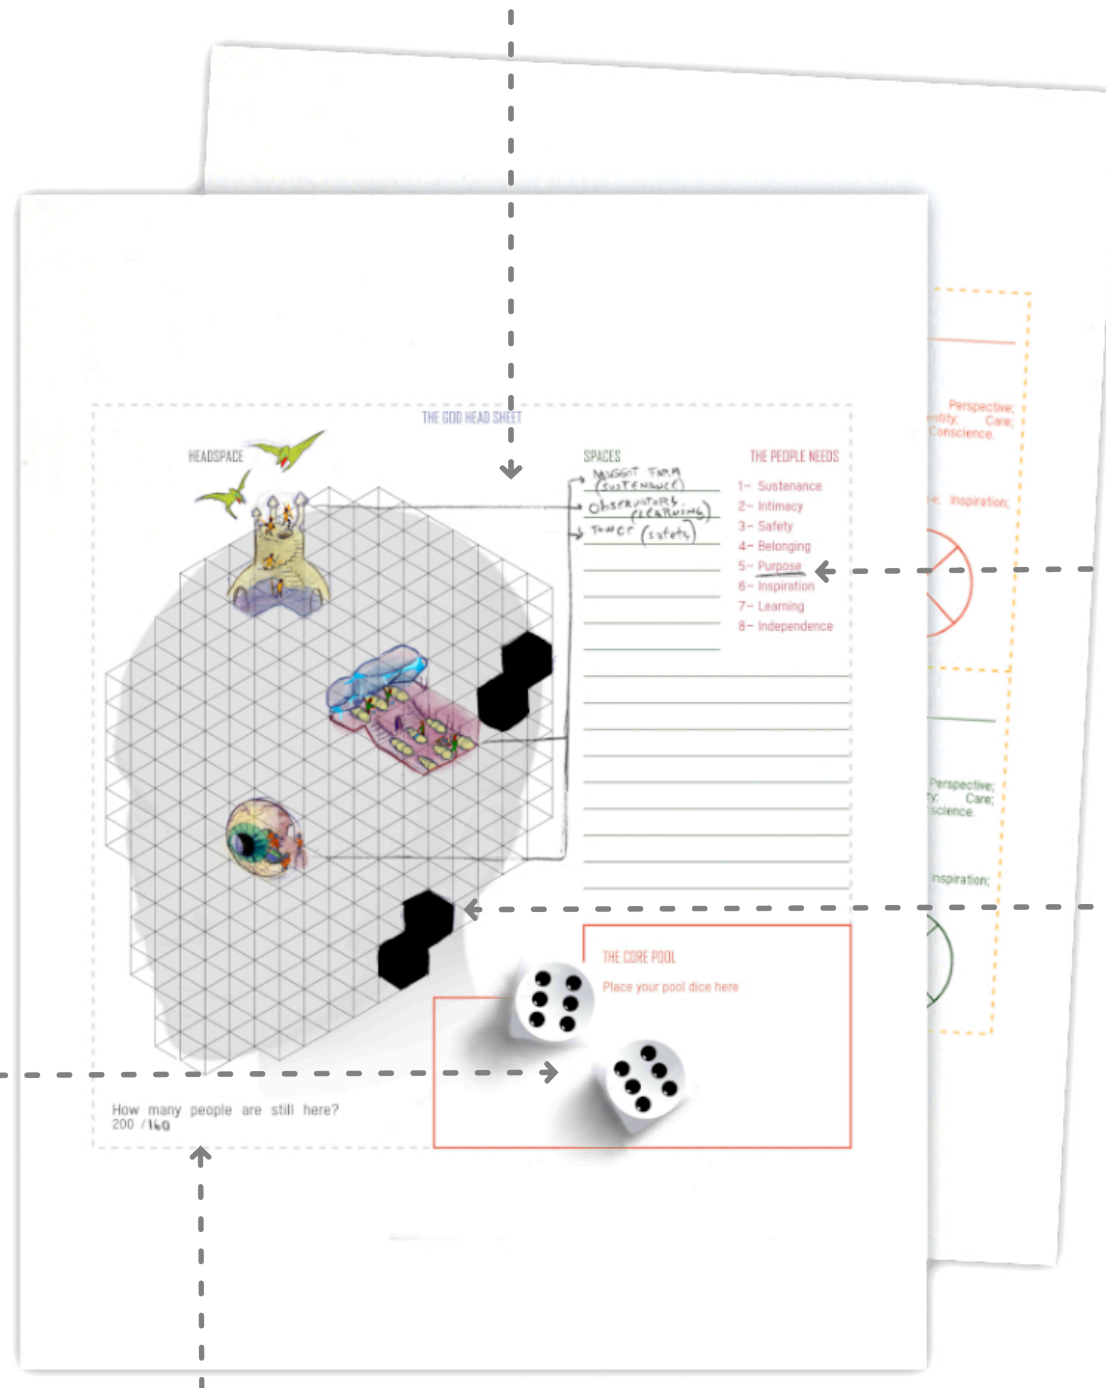 THE GOD HEAD SHEET
HEADSPACE
SPACES
MAGGOT FARM
(SUSTENANCE)
OBSERVATORY
(LEARNING)
TOWER (safety)
THE PEOPLE NEEDS
1- Sustenance
2- Intimacy
3- Safety
4- Belonging
5- Purpose
6- Inspiration
7- Learning
8- Independence
THE CORE POOL
Place your pool dice here
How many people are still here?
200 /160
Perspective;
Care;
Conscience.
Inspiration;
Perspective;
Care;